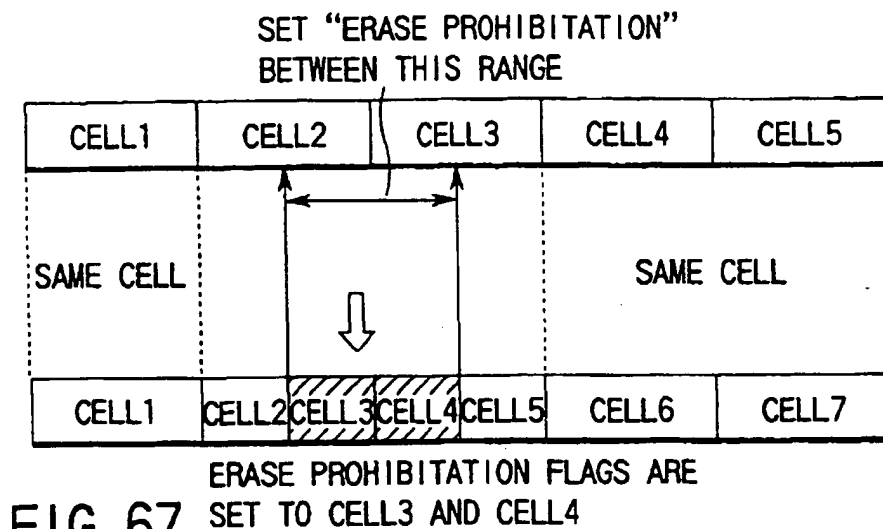 SET “ERASE PROHIBITATION”
BETWEEN THIS RANGE
CELL1 CELL2 CELL3 CELL4 CELL5
SAME CELL SAME CELL
CELL1 CELL2 CELL3 CELL4 CELL5 CELL6 CELL7
ERASE PROHIBITATION FLAGS ARE
SET TO CELL3 AND CELL4
FIG. 67